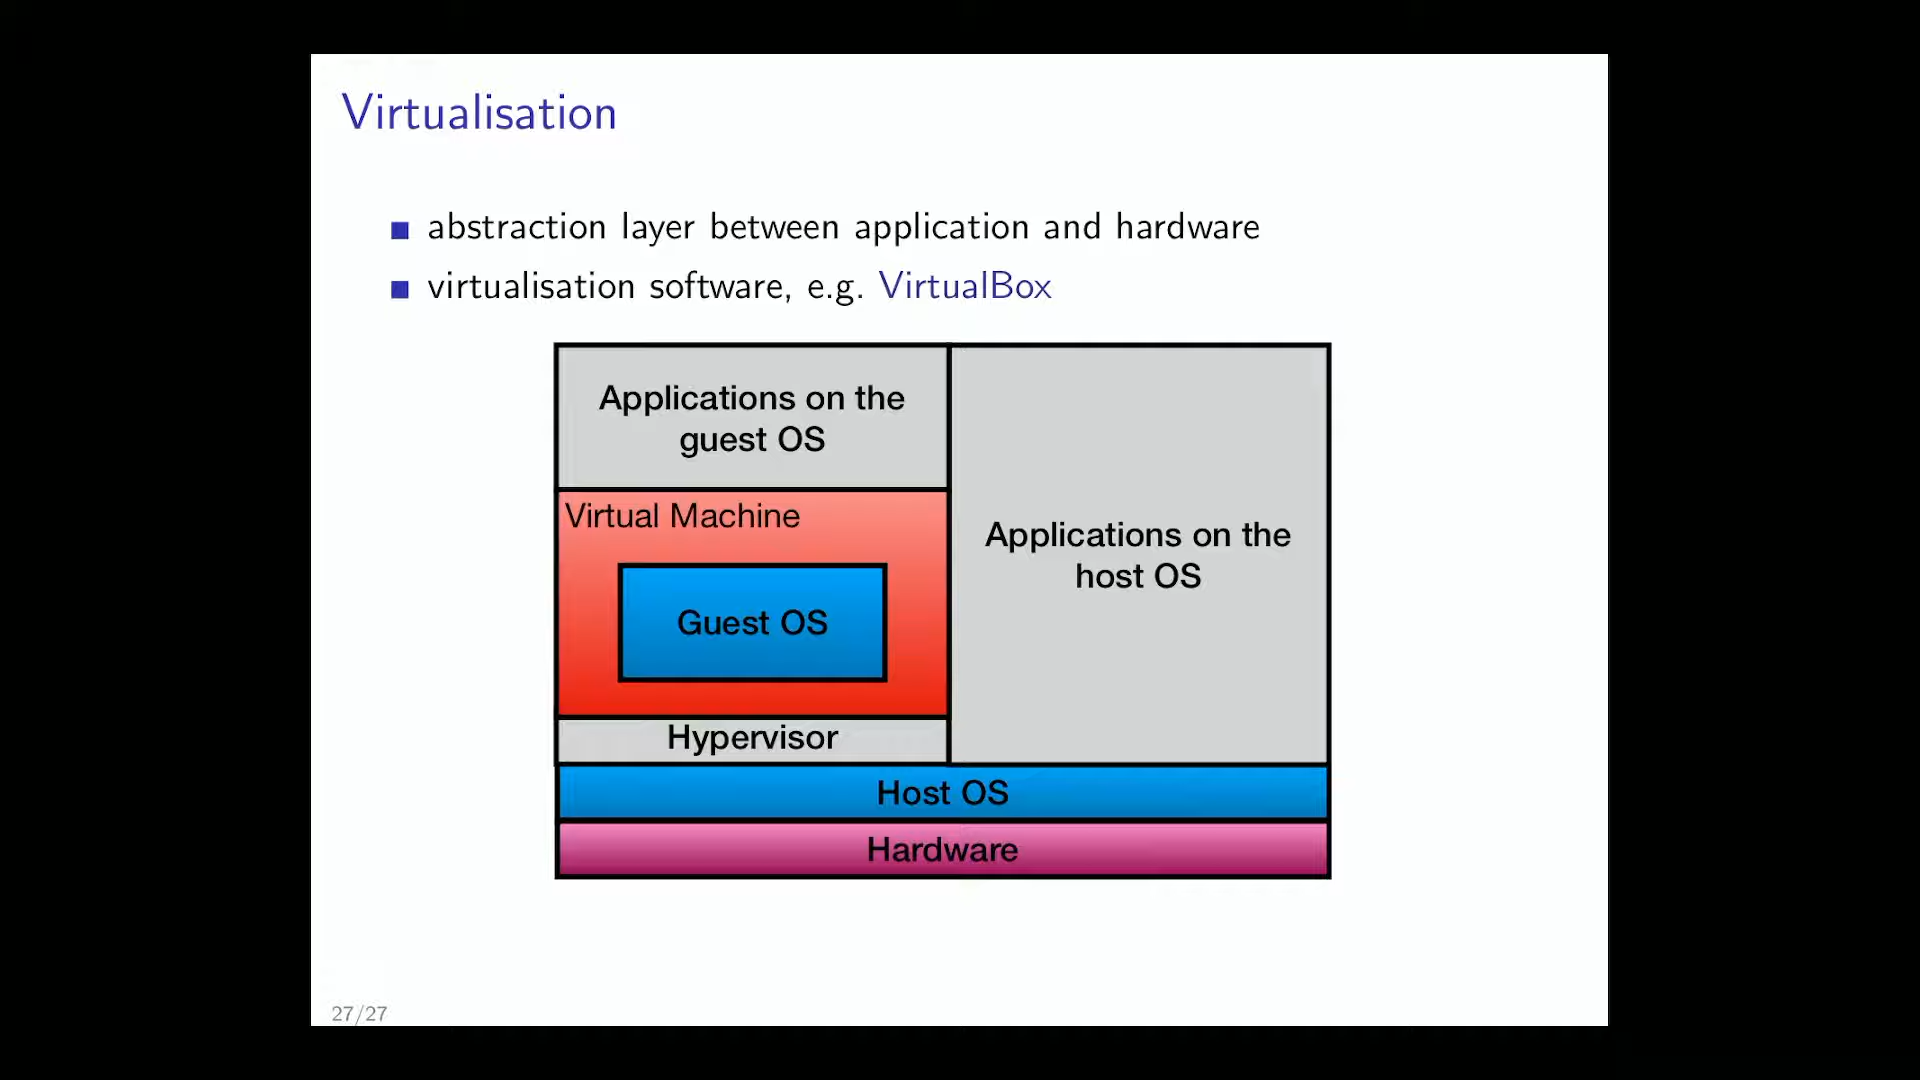 Virtualisation
abstraction layer between application and hardware
virtualisation software, e.g. VirtualBox
Applications on the
guest OS
Virtual Machine
Guest OS
Hypervisor
Applications on the
host OS
Host OS
Hardware
27/27